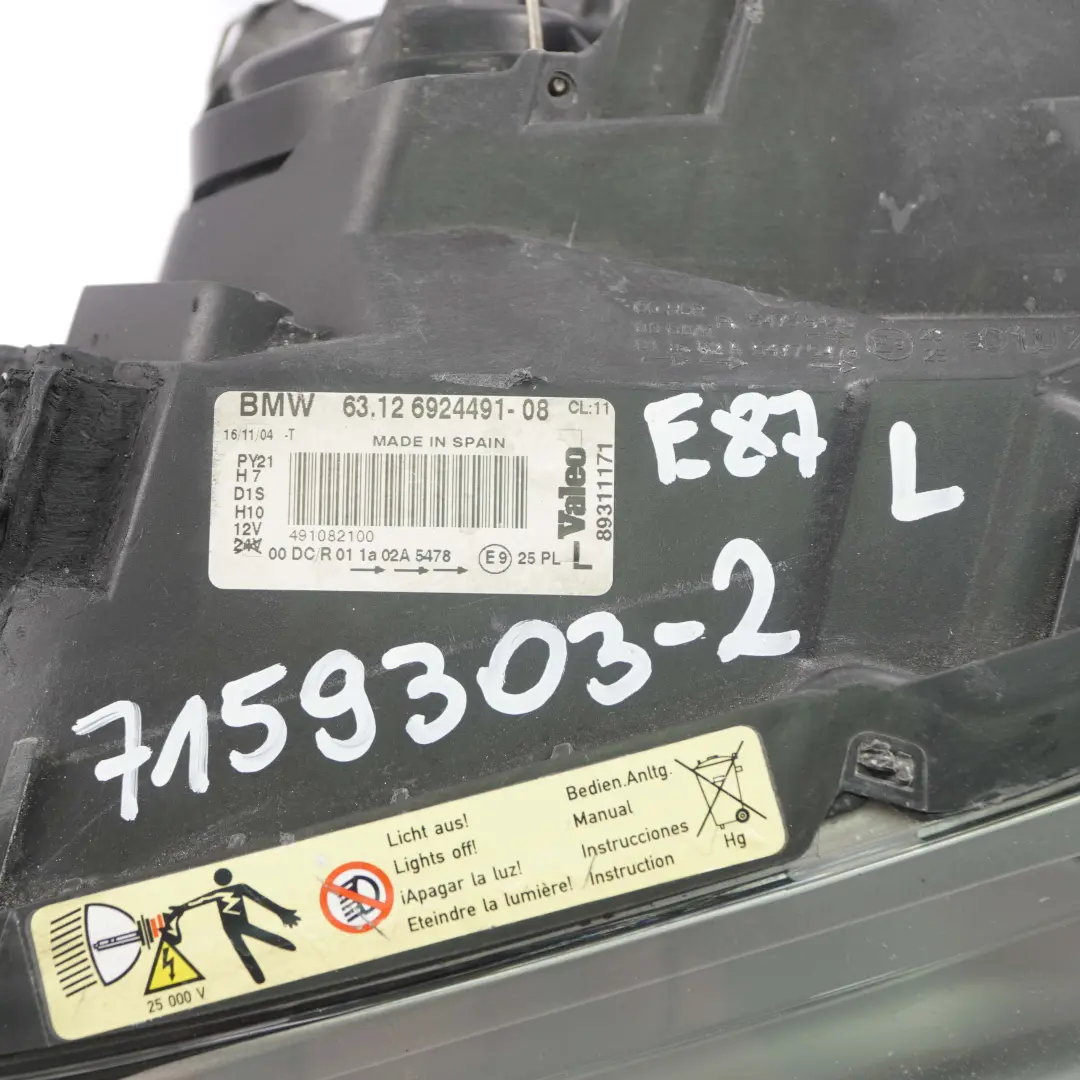 BMW 63.12 6924491-08 CL:11
16/11/04 -T MADE IN SPAIN
PY21
H7
D1S
H10
12V
491082100
00 DC/R 01 1a 02A 5478 E9 25 PL
Valeo
89311171
E87 L
7159303-2
Licht aus!
Lights off!
¡Apagar la luz!
Eteindre la lumière!
Bedien.Anltg.
Manual
Instrucciones
Instruction
Hg
25 000 V